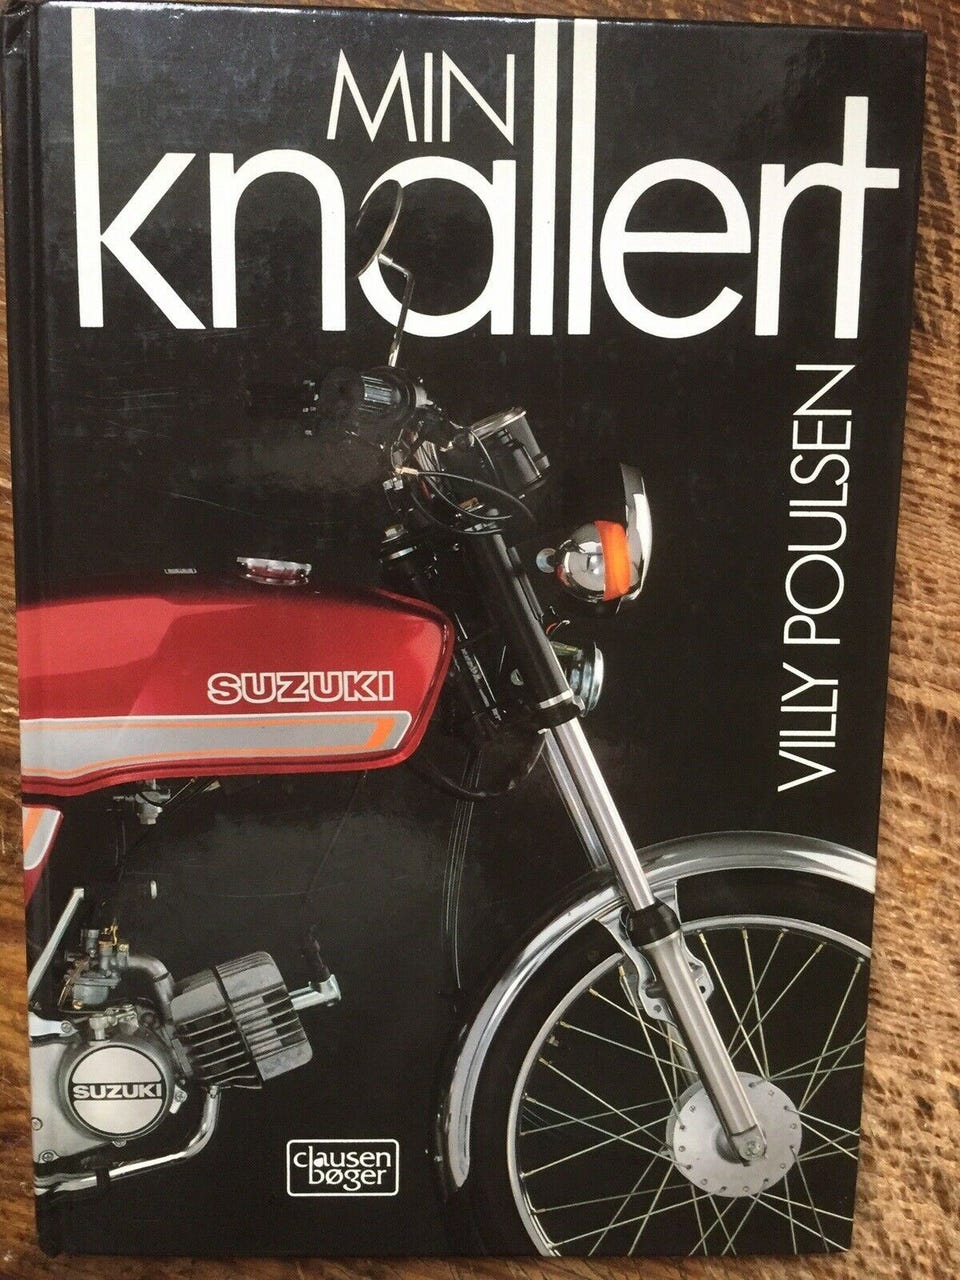 MIN
knallert
VILLY POULSEN
SUZUKI
SUZUKI
clausen
bøger